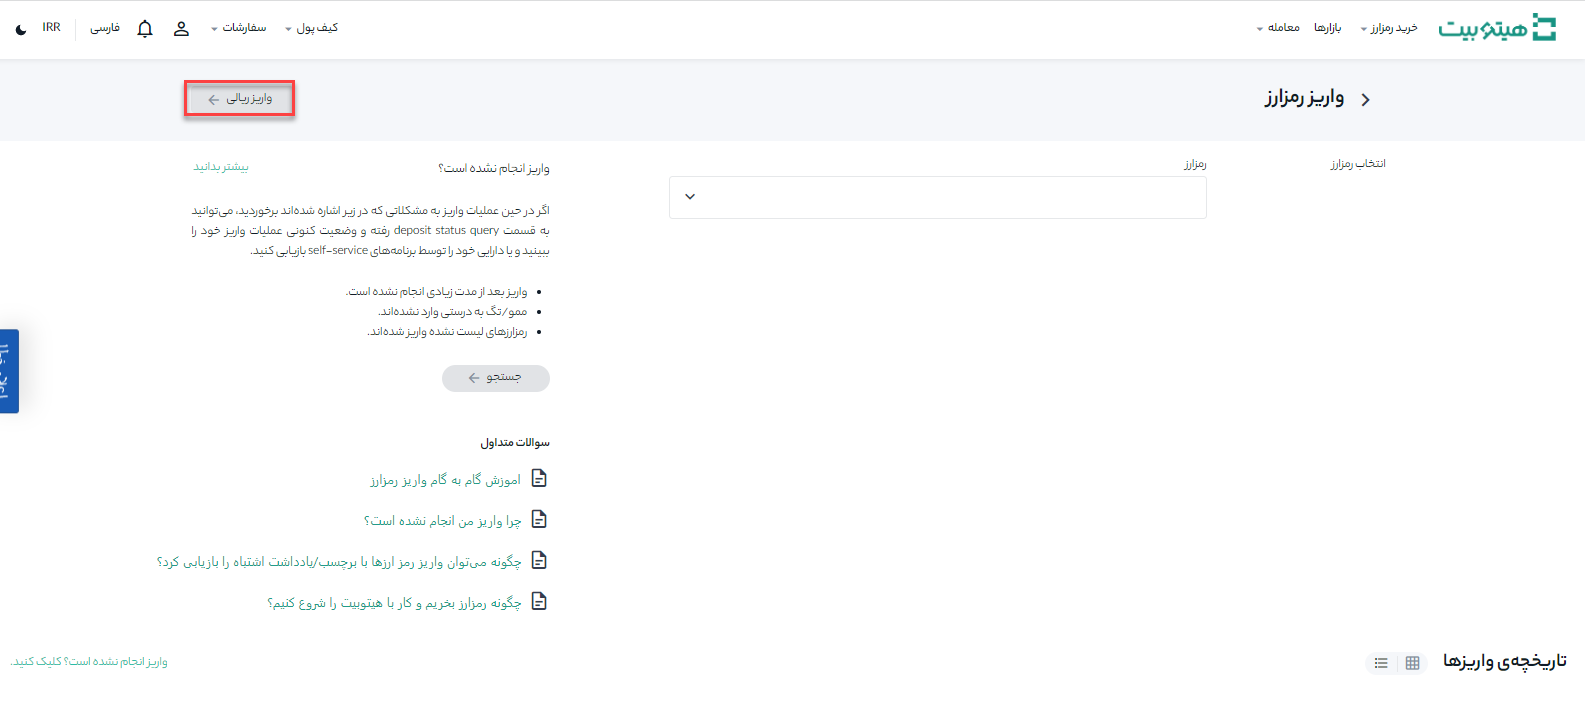 هیتوبیت
خرید رمزارز
بازارها
معامله
کیف پول
سفارشات
فارسی
IRR
واریز رمزارز
واریز ریالی
انتخاب رمزارز
رمزارز
واریز انجام نشده است؟
بیشتر بدانید
اگر در حین عملیات واریز به مشکلاتی که در زیر اشاره شده‌اند برخوردید، می‌توانید
به قسمت deposit status query رفته و وضعیت کنونی عملیات واریز خود را
ببینید و یا دارایی خود را توسط برنامه‌های self-service بازیابی کنید.
واریز بعد از مدت زیادی انجام نشده است.
ممو/تگ به درستی وارد نشده‌اند.
رمزارزهای لیست نشده واریز شده‌اند.
جستجو
سوالات متداول
اموزش گام به گام واریز رمزارز
چرا واریز من انجام نشده است؟
چگونه می‌توان واریز رمز ارزها با برچسب/یادداشت اشتباه را بازیابی کرد؟
چگونه رمزارز بخریم و کار با هیتوبیت را شروع کنیم؟
تاریخچه‌ی واریزها
واریز انجام نشده است؟ کلیک کنید.